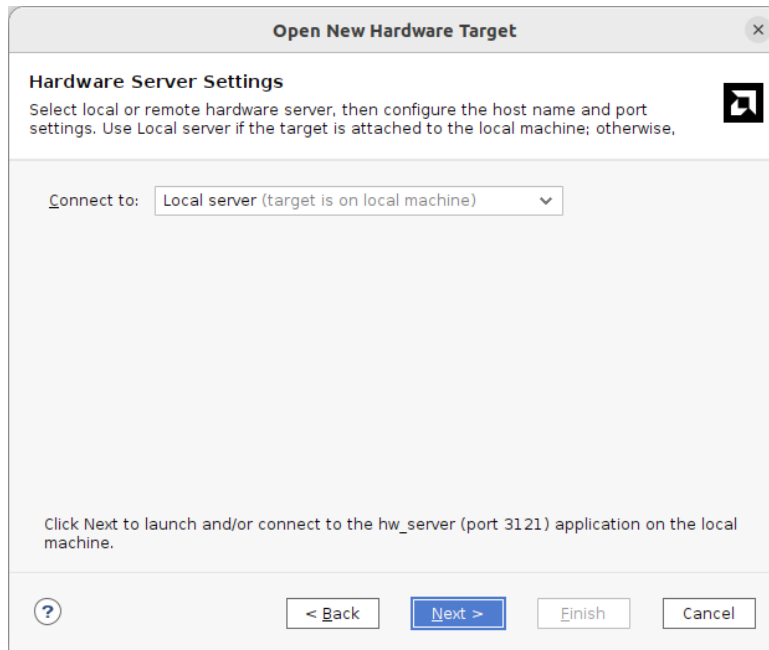 Open New Hardware Target
Hardware Server Settings
Select local or remote hardware server, then configure the host name and port
settings. Use Local server if the target is attached to the local machine; otherwise,
Connect to: Local server (target is on local machine)
Click Next to launch and/or connect to the hw_server (port 3121) application on the local
machine.
? < Back Next > Finish Cancel